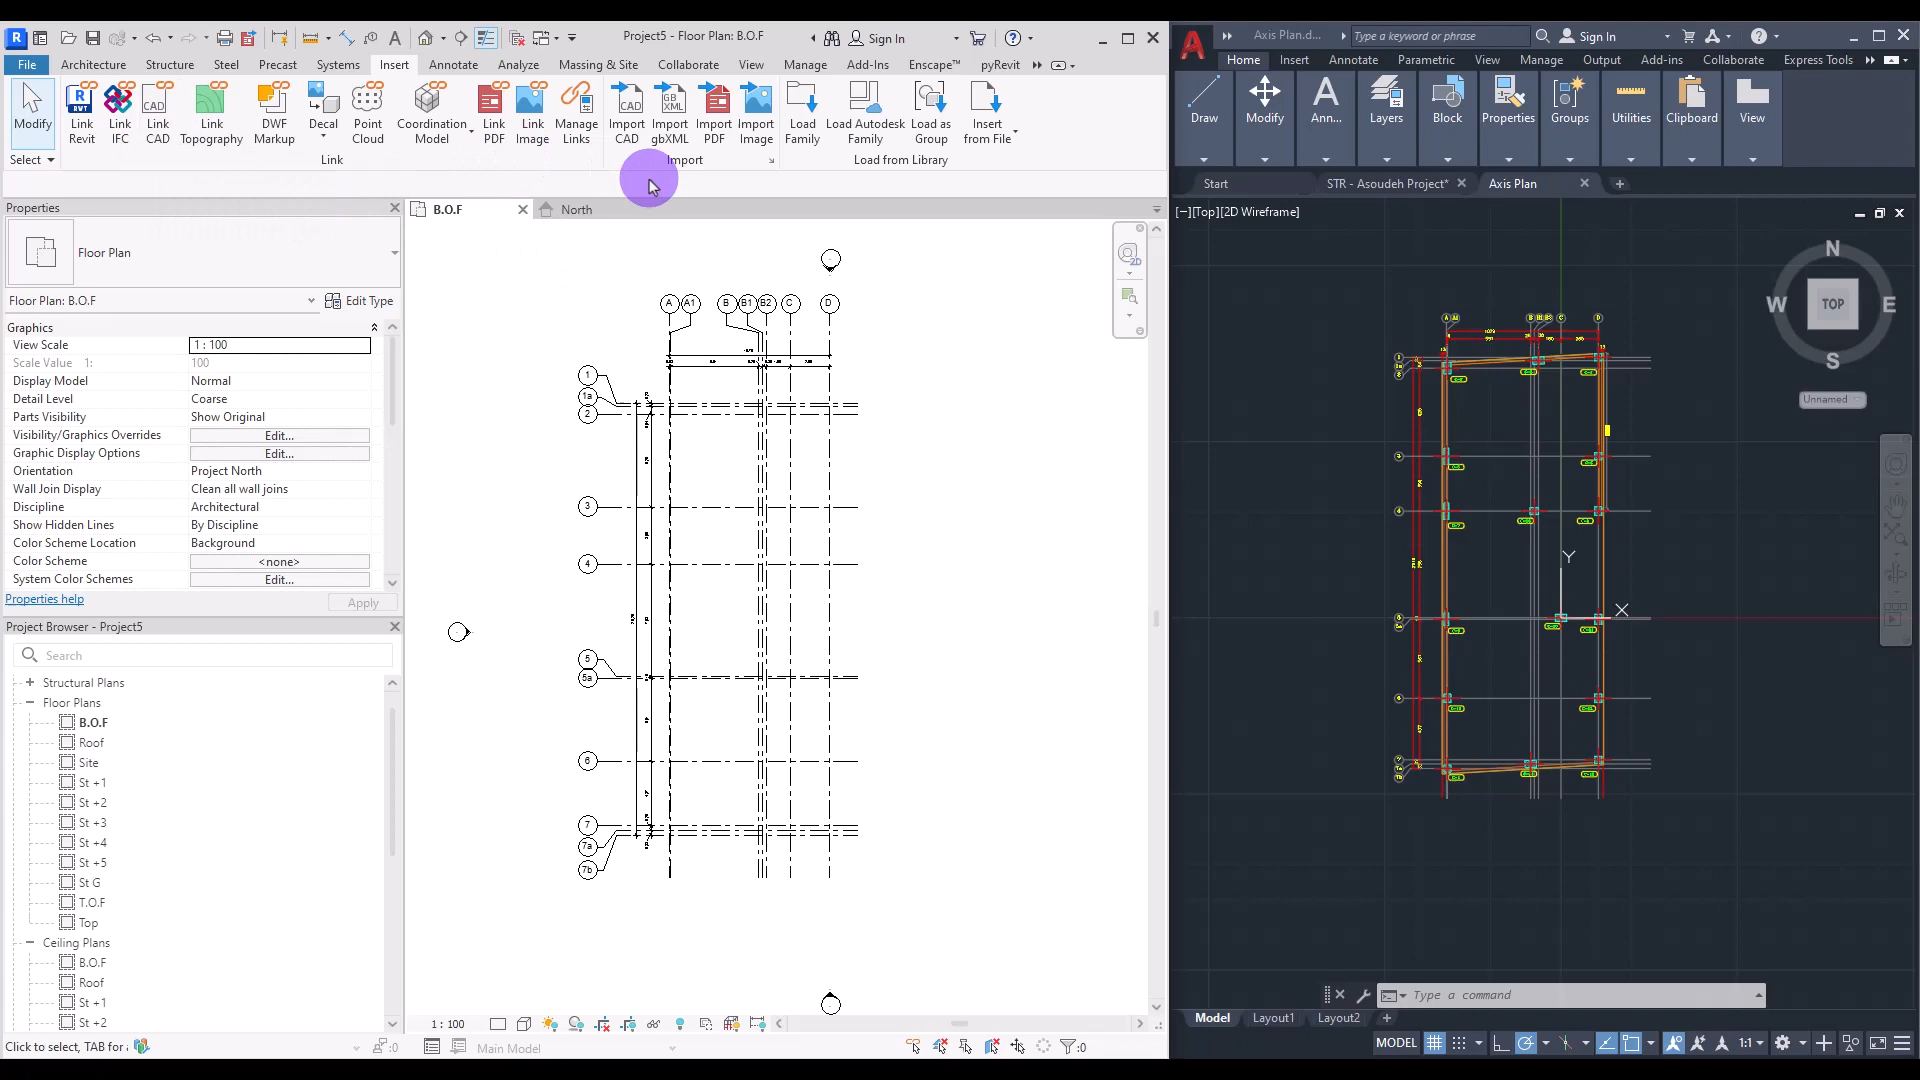 Project5 - Floor Plan: B.O.F
Sign In
File
Architecture
Structure
Steel
Precast
Systems
Insert
Annotate
Analyze
Massing & Site
Collaborate
View
Manage
Add-Ins
Enscape™
pyRevit
Modify
Link Revit
Link IFC
Link CAD
Link Topography
DWF Markup
Decal
Point Cloud
Coordination Model
Link PDF
Link Image
Manage Links
Import CAD
Import gbXML
Import PDF
Import Image
Load Family
Load Autodesk Family
Load as Group
Insert from File
Select
Link
Import
Load from Library
Properties
Floor Plan
Floor Plan: B.O.F
Edit Type
Graphics
View Scale 1 : 100
Scale Value 1: 100
Display Model Normal
Detail Level Coarse
Parts Visibility Show Original
Visibility/Graphics Overrides Edit...
Graphic Display Options Edit...
Orientation Project North
Wall Join Display Clean all wall joins
Discipline Architectural
Show Hidden Lines By Discipline
Color Scheme Location Background
Color Scheme <none>
System Color Schemes Edit...
Properties help
Apply
Project Browser - Project5
Search
Structural Plans
Floor Plans
B.O.F
Roof
Site
St +1
St +2
St +3
St +4
St +5
St G
T.O.F
Top
Ceiling Plans
B.O.F
Roof
St +1
St +2
Click to select, TAB for a
:0
Main Model
:0
B.O.F
North
2D
A
A1
B
B1
B2
C
D
1
1a
2
3
4
5
5a
6
7
7a
7b
1 : 100
Axis Plan.d...
Type a keyword or phrase
Sign In
Home
Insert
Annotate
Parametric
View
Manage
Output
Add-ins
Collaborate
Express Tools
Draw
Modify
Ann...
Layers
Block
Properties
Groups
Utilities
Clipboard
View
Start
STR - Asoudeh Project*
Axis Plan
[−][Top][2D Wireframe]
N
W
TOP
E
S
Unnamed
Y
X
Type a command
Model
Layout1
Layout2
MODEL
1:1